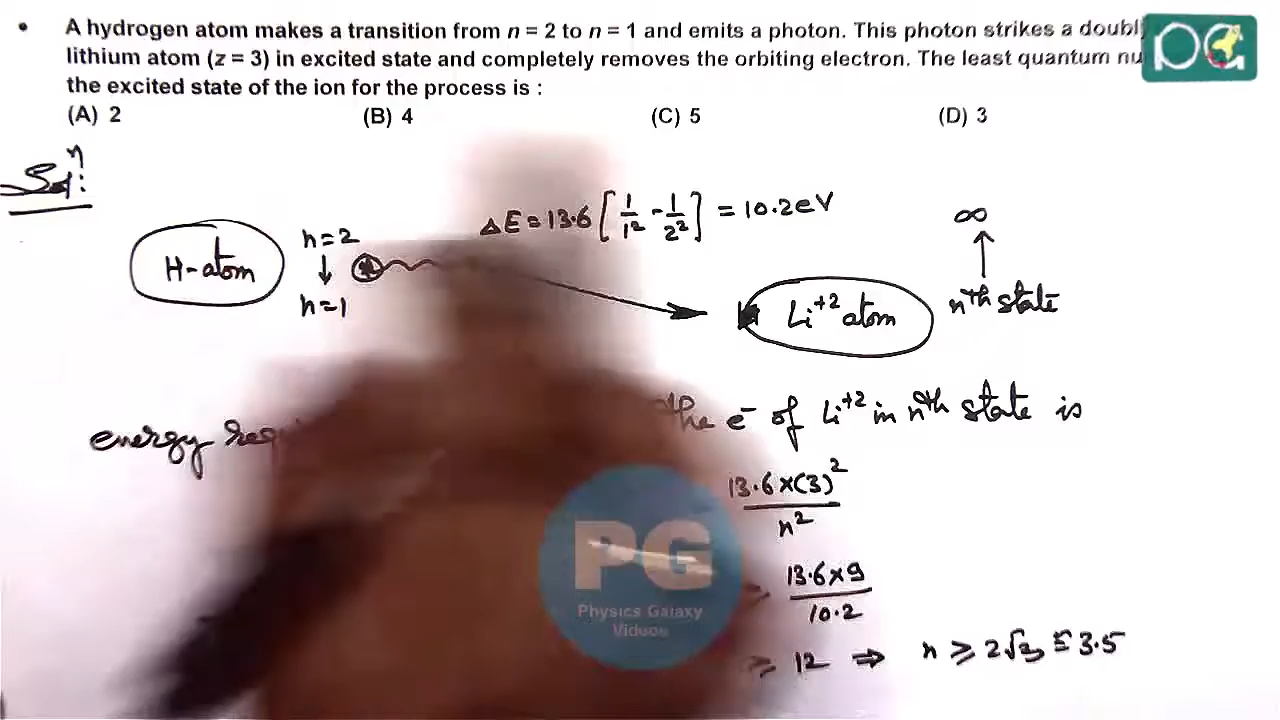 • A hydrogen atom makes a transition from n = 2 to n = 1 and emits a photon. This photon strikes a doubl
lithium atom (z = 3) in excited state and completely removes the orbiting electron. The least quantum nu
the excited state of the ion for the process is :
(A) 2 (B) 4 (C) 5 (D) 3
Solⁿ:
ΔE = 13.6 [1/1² - 1/2²] = 10.2 eV
H-atom
n=2
↓
n=1
Li⁺² atom
∞
↑
nth state
energy the e⁻ of Li⁺² in nth state is
13.6×(3)²/n²
≥ 13.6×9/10.2
≥ 12 ⇒ n ≥ 2√3 ≅ 3.5
PG
Physics Galaxy
Videos